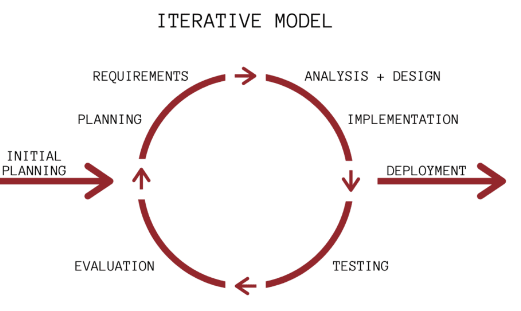 ITERATIVE MODEL
REQUIREMENTS
ANALYSIS + DESIGN
PLANNING
IMPLEMENTATION
INITIAL
PLANNING
DEPLOYMENT
EVALUATION
TESTING